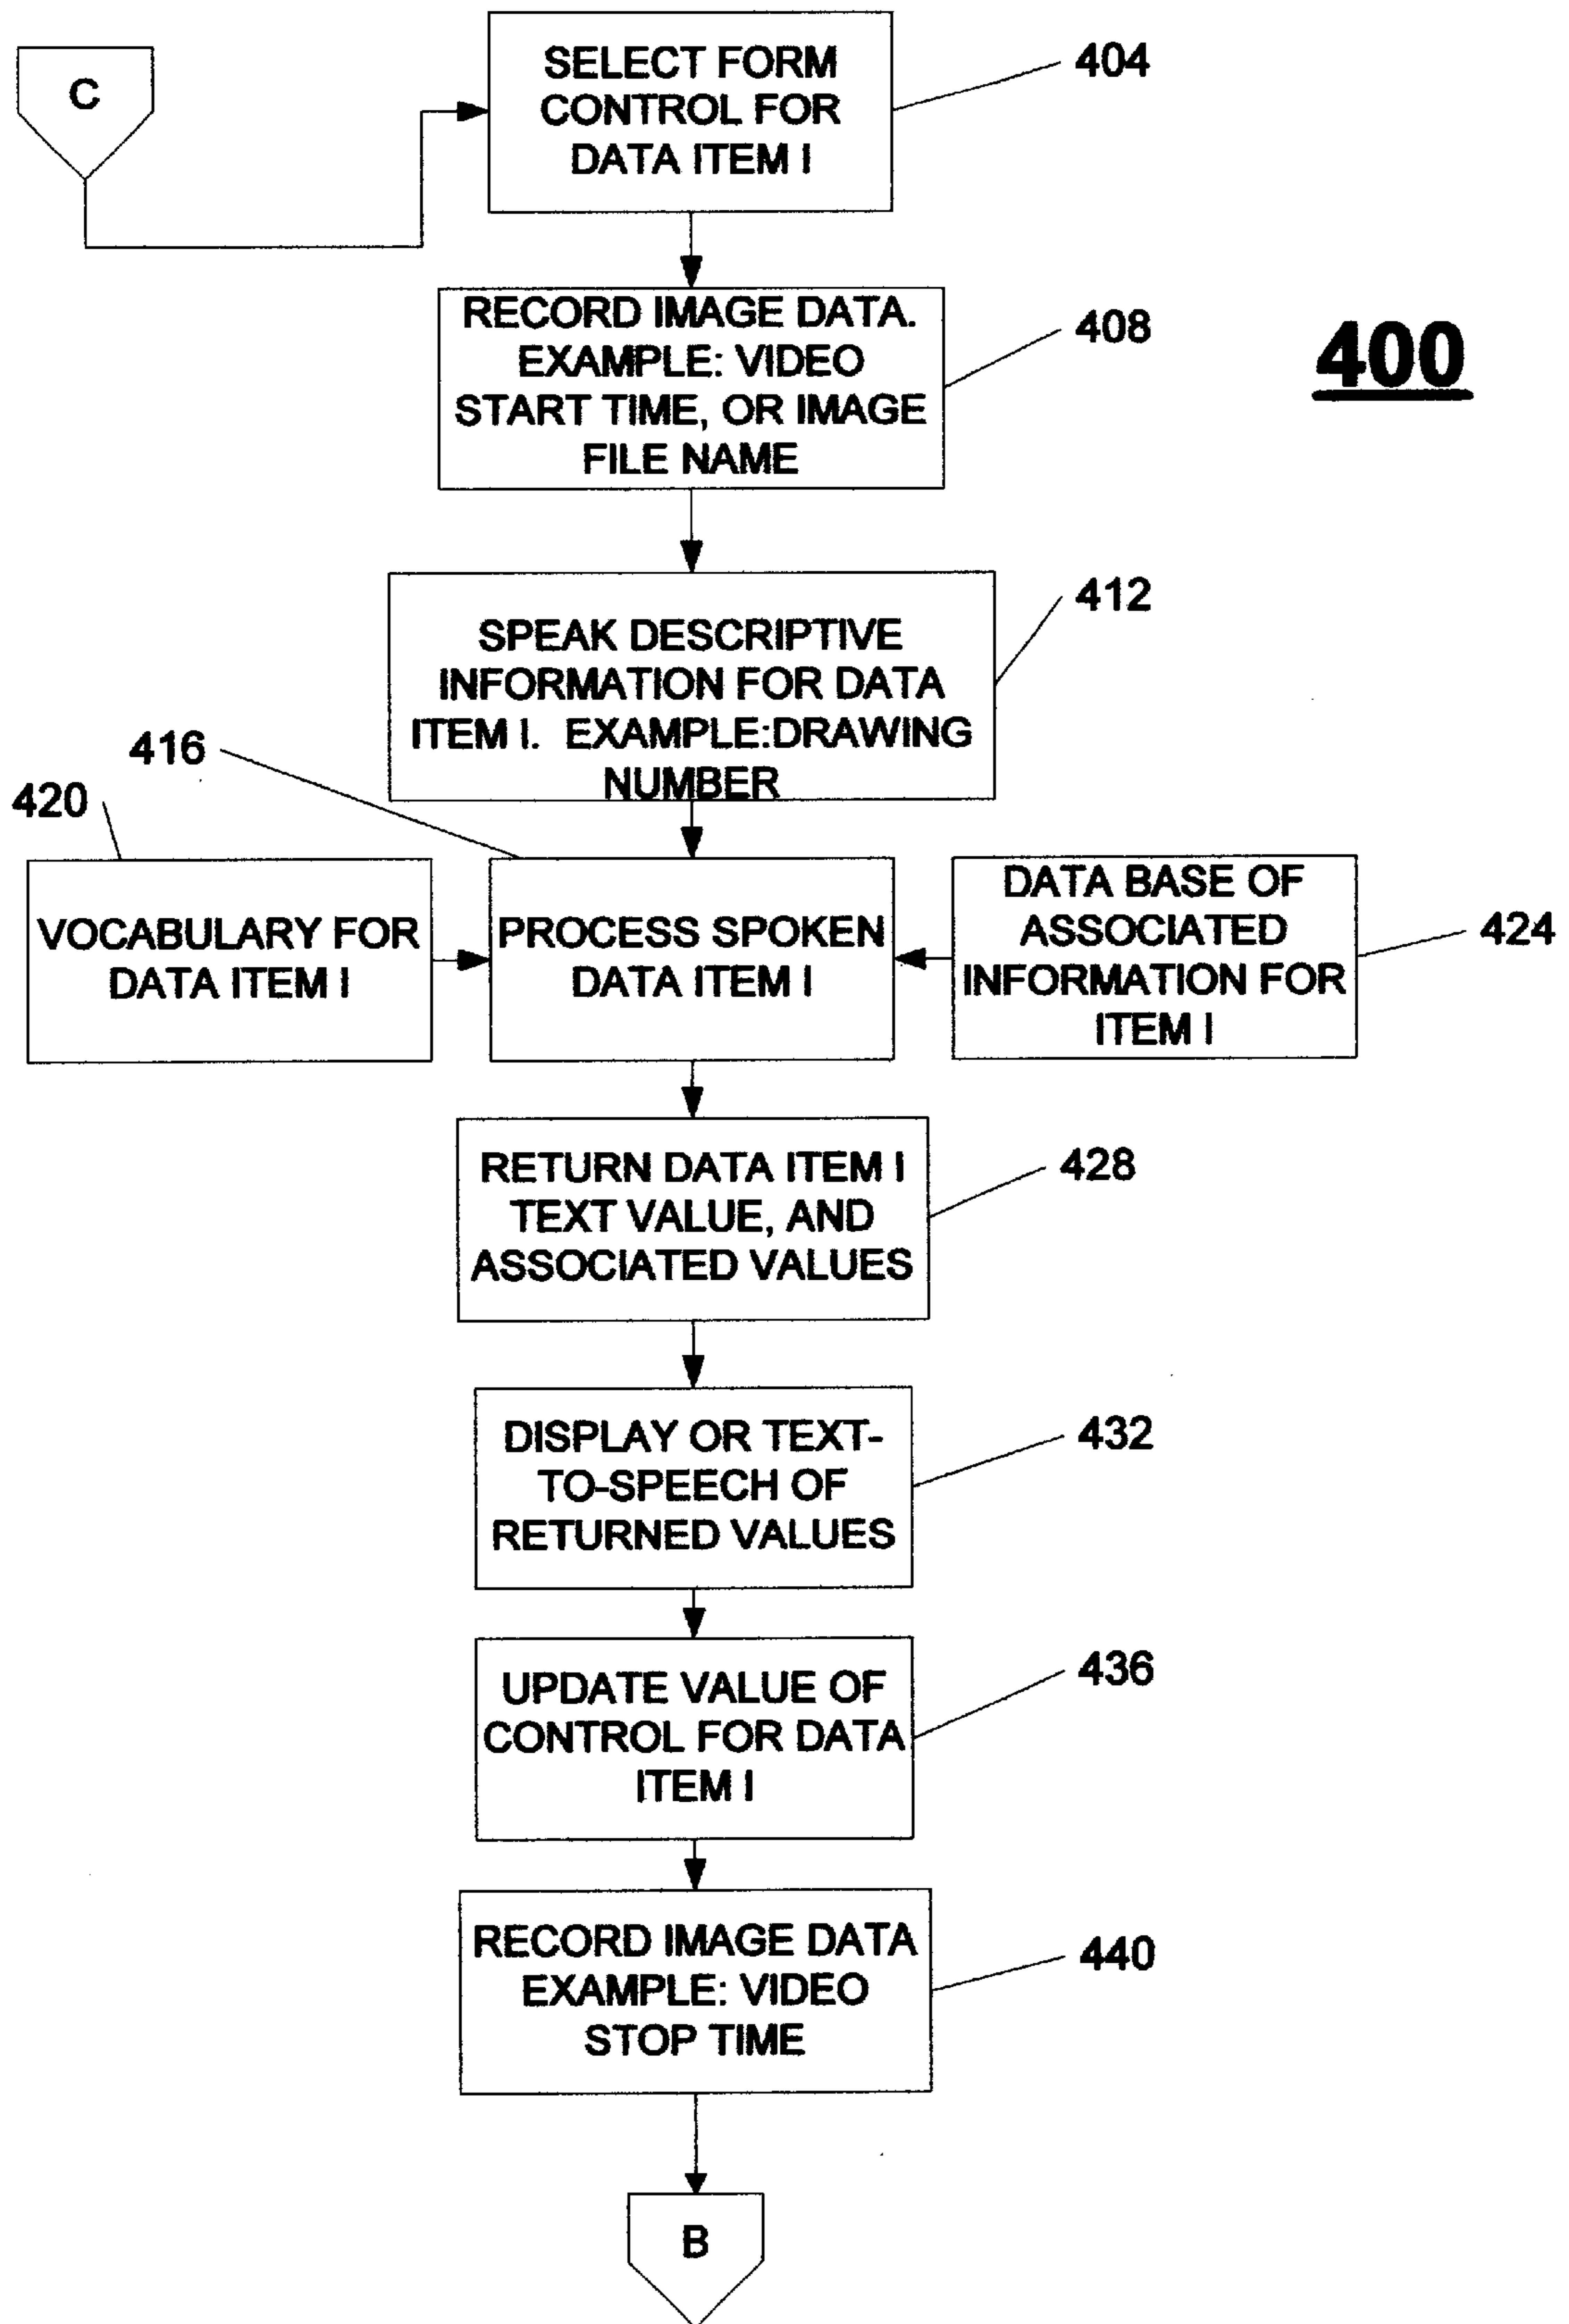 C
SELECT FORM
CONTROL FOR
DATA ITEM I
404
RECORD IMAGE DATA.
EXAMPLE: VIDEO
START TIME, OR IMAGE
FILE NAME
408
400
SPEAK DESCRIPTIVE
INFORMATION FOR DATA
ITEM I. EXAMPLE:DRAWING
NUMBER
412
416
420
VOCABULARY FOR
DATA ITEM I
PROCESS SPOKEN
DATA ITEM I
DATA BASE OF
ASSOCIATED
INFORMATION FOR
ITEM I
424
RETURN DATA ITEM I
TEXT VALUE, AND
ASSOCIATED VALUES
428
DISPLAY OR TEXT-
TO-SPEECH OF
RETURNED VALUES
432
UPDATE VALUE OF
CONTROL FOR DATA
ITEM I
436
RECORD IMAGE DATA
EXAMPLE: VIDEO
STOP TIME
440
B